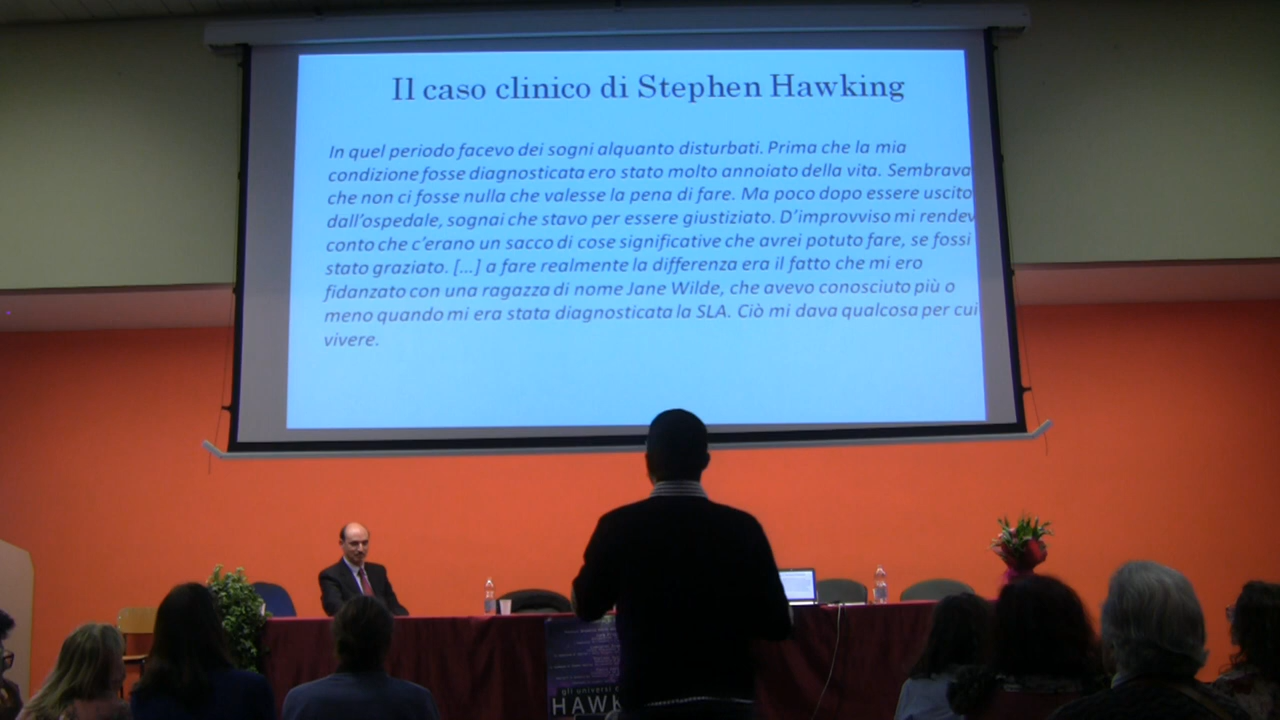 Il caso clinico di Stephen Hawking
In quel periodo facevo dei sogni alquanto disturbati. Prima che la mia
condizione fosse diagnosticata ero stato molto annoiato della vita. Sembrava
che non ci fosse nulla che valesse la pena di fare. Ma poco dopo essere uscito
dall'ospedale, sognai che stavo per essere giustiziato. D'improvviso mi rendev
conto che c'erano un sacco di cose significative che avrei potuto fare, se fossi
stato graziato. [...] a fare realmente la differenza era il fatto che mi ero
fidanzato con una ragazza di nome Jane Wilde, che avevo conosciuto più o
meno quando mi era stata diagnosticata la SLA. Ciò mi dava qualcosa per cui
vivere.
gli universi
HAWK